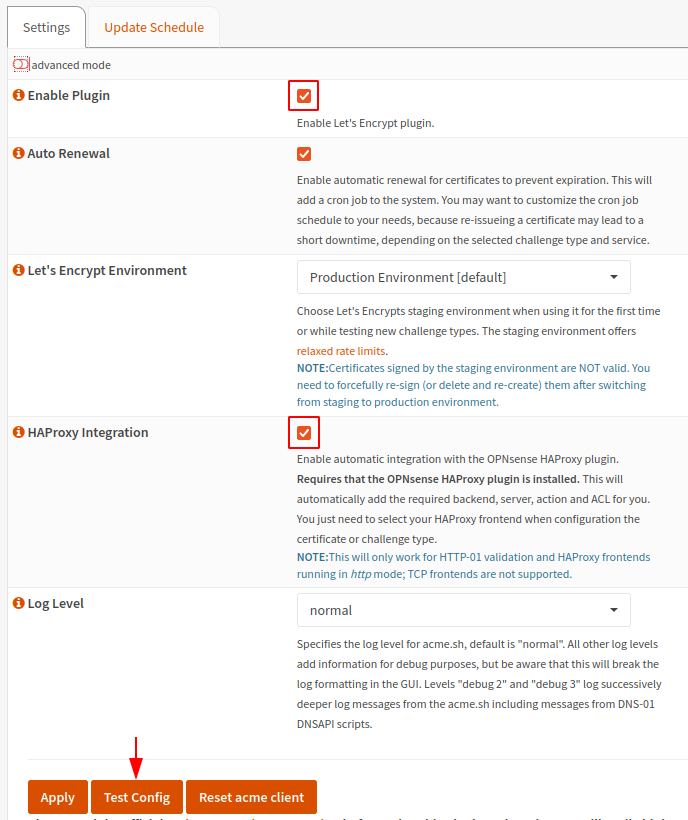 Settings
Update Schedule
advanced mode
Enable Plugin
Enable Let's Encrypt plugin.
Auto Renewal
Enable automatic renewal for certificates to prevent expiration. This will
add a cron job to the system. You may want to customize the cron job
schedule to your needs, because re-issueing a certificate may lead to a
short downtime, depending on the selected challenge type and service.
Let's Encrypt Environment
Production Environment [default]
Choose Let's Encrypts staging environment when using it for the first time
or while testing new challenge types. The staging environment offers
relaxed rate limits.
NOTE:Certificates signed by the staging environment are NOT valid. You
need to forcefully re-sign (or delete and re-create) them after switching
from staging to production environment.
HAProxy Integration
Enable automatic integration with the OPNsense HAProxy plugin.
Requires that the OPNsense HAProxy plugin is installed. This will
automatically add the required backend, server, action and ACL for you.
You just need to select your HAProxy frontend when configuration the
certificate or challenge type.
NOTE:This will only work for HTTP-01 validation and HAProxy frontends
running in http mode; TCP frontends are not supported.
Log Level
normal
Specifies the log level for acme.sh, default is "normal". All other log levels
add information for debug purposes, but be aware that this will break the
log formatting in the GUI. Levels "debug 2" and "debug 3" log successively
deeper log messages from the acme.sh including messages from DNS-01
DNSAPI scripts.
Apply
Test Config
Reset acme client